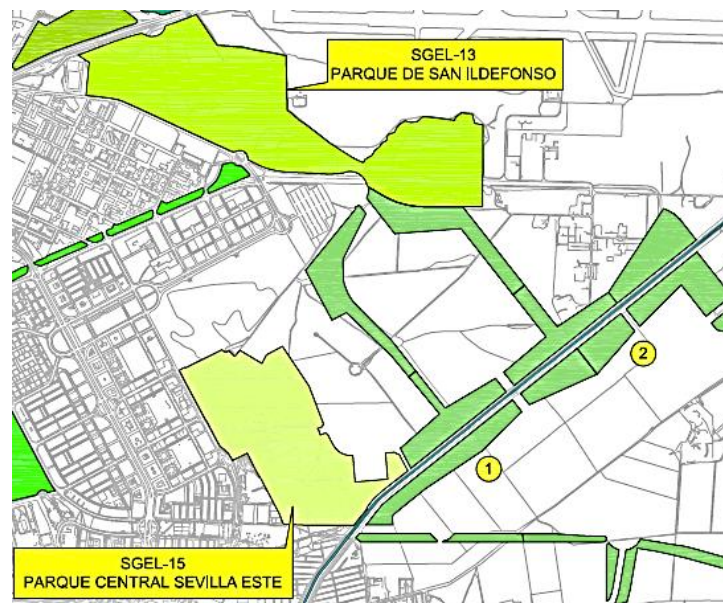 SGEL-13
PARQUE DE SAN ILDEFONSO
2
1
SGEL-15
PARQUE CENTRAL SEVILLA ESTE